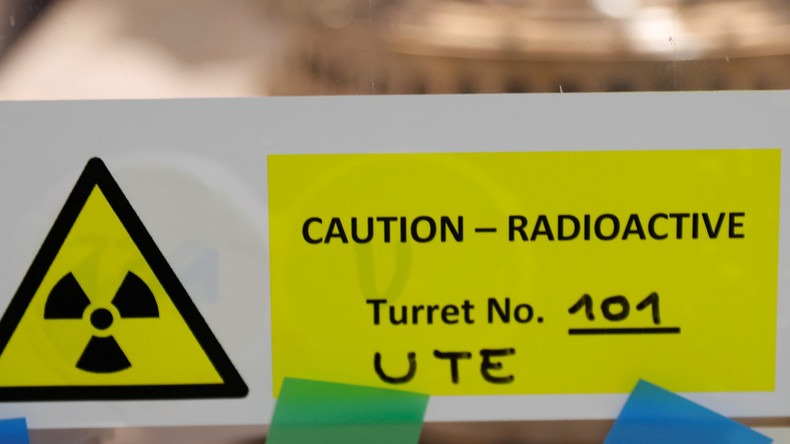 CAUTION – RADIOACTIVE
Turret No. 101
UTE